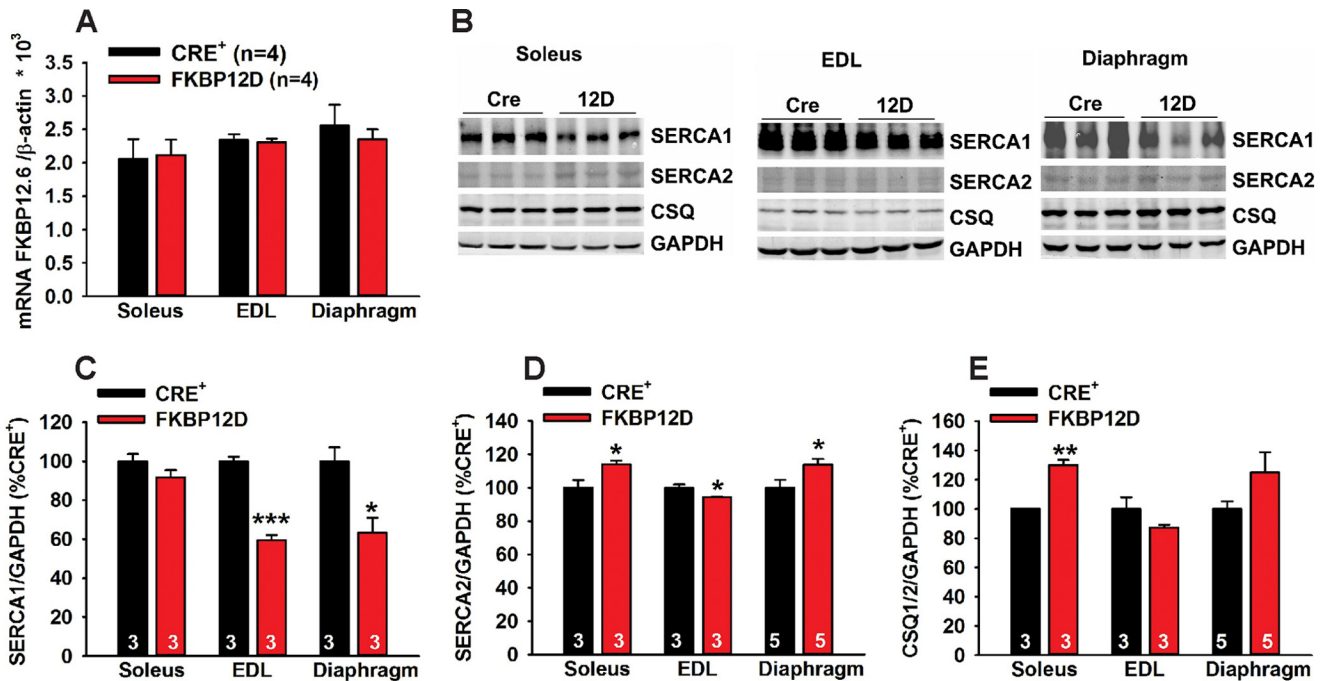 A
CRE+ (n=4)
FKBP12D (n=4)
mRNA FKBP12.6 /β-actin * 10³
3.5
3.0
2.5
2.0
1.5
1.0
0.5
0.0
Soleus EDL Diaphragm
B
Soleus
Cre 12D
SERCA1
SERCA2
CSQ
GAPDH
EDL
Cre 12D
SERCA1
SERCA2
CSQ
GAPDH
Diaphragm
Cre 12D
SERCA1
SERCA2
CSQ
GAPDH
C
CRE+
FKBP12D
SERCA1/GAPDH (%CRE+)
120
100
80
60
40
20
0
*** *
3 3 3 3 3 3
Soleus EDL Diaphragm
D
CRE+
FKBP12D
SERCA2/GAPDH (%CRE+)
140
120
100
80
60
40
20
0
* * *
3 3 3 3 5 5
Soleus EDL Diaphragm
E
CRE+
FKBP12D
CSQ1/2/GAPDH (%CRE+)
160
140
120
100
80
60
40
20
0
**
3 3 3 3 5 5
Soleus EDL Diaphragm